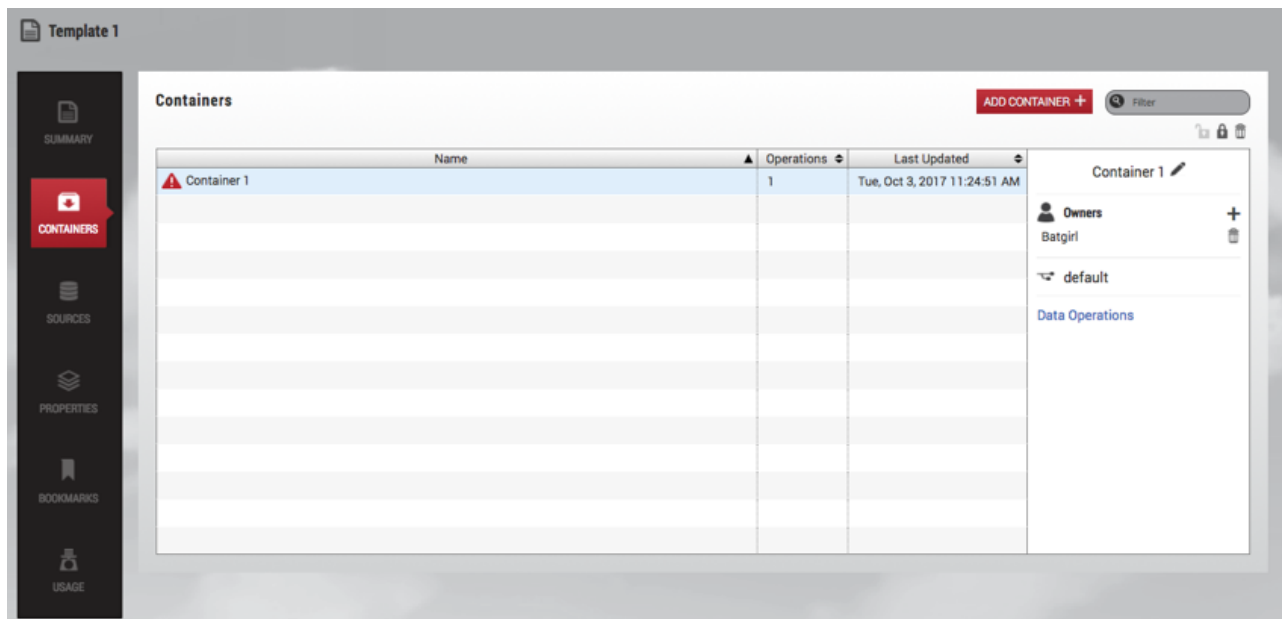 Template 1
SUMMARY
CONTAINERS
SOURCES
PROPERTIES
BOOKMARKS
USAGE
Containers
ADD CONTAINER +
Filter
Name Operations Last Updated
Container 1 1 Tue, Oct 3, 2017 11:24:51 AM
Container 1
Owners
Batgirl
default
Data Operations